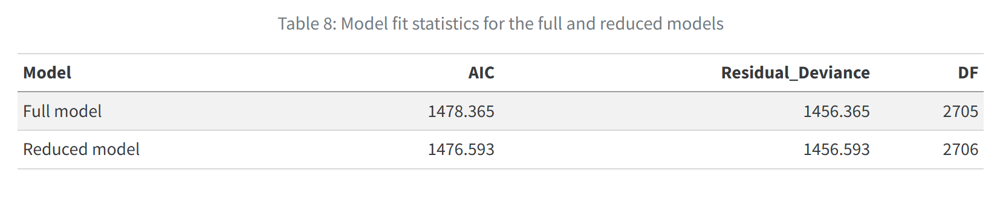 Table 8: Model fit statistics for the full and reduced models
Model AIC Residual_Deviance DF
Full model 1478.365 1456.365 2705
Reduced model 1476.593 1456.593 2706